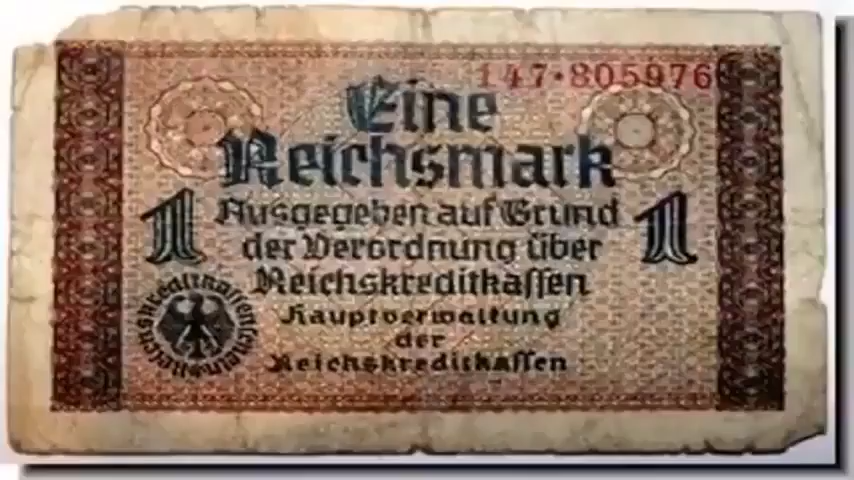 147·805976
Eine
Reichsmark
1 Ausgegeben auf Grund 1
der Verordnung über
Reichskreditkassen
Hauptverwaltung
der
Reichskreditkassen